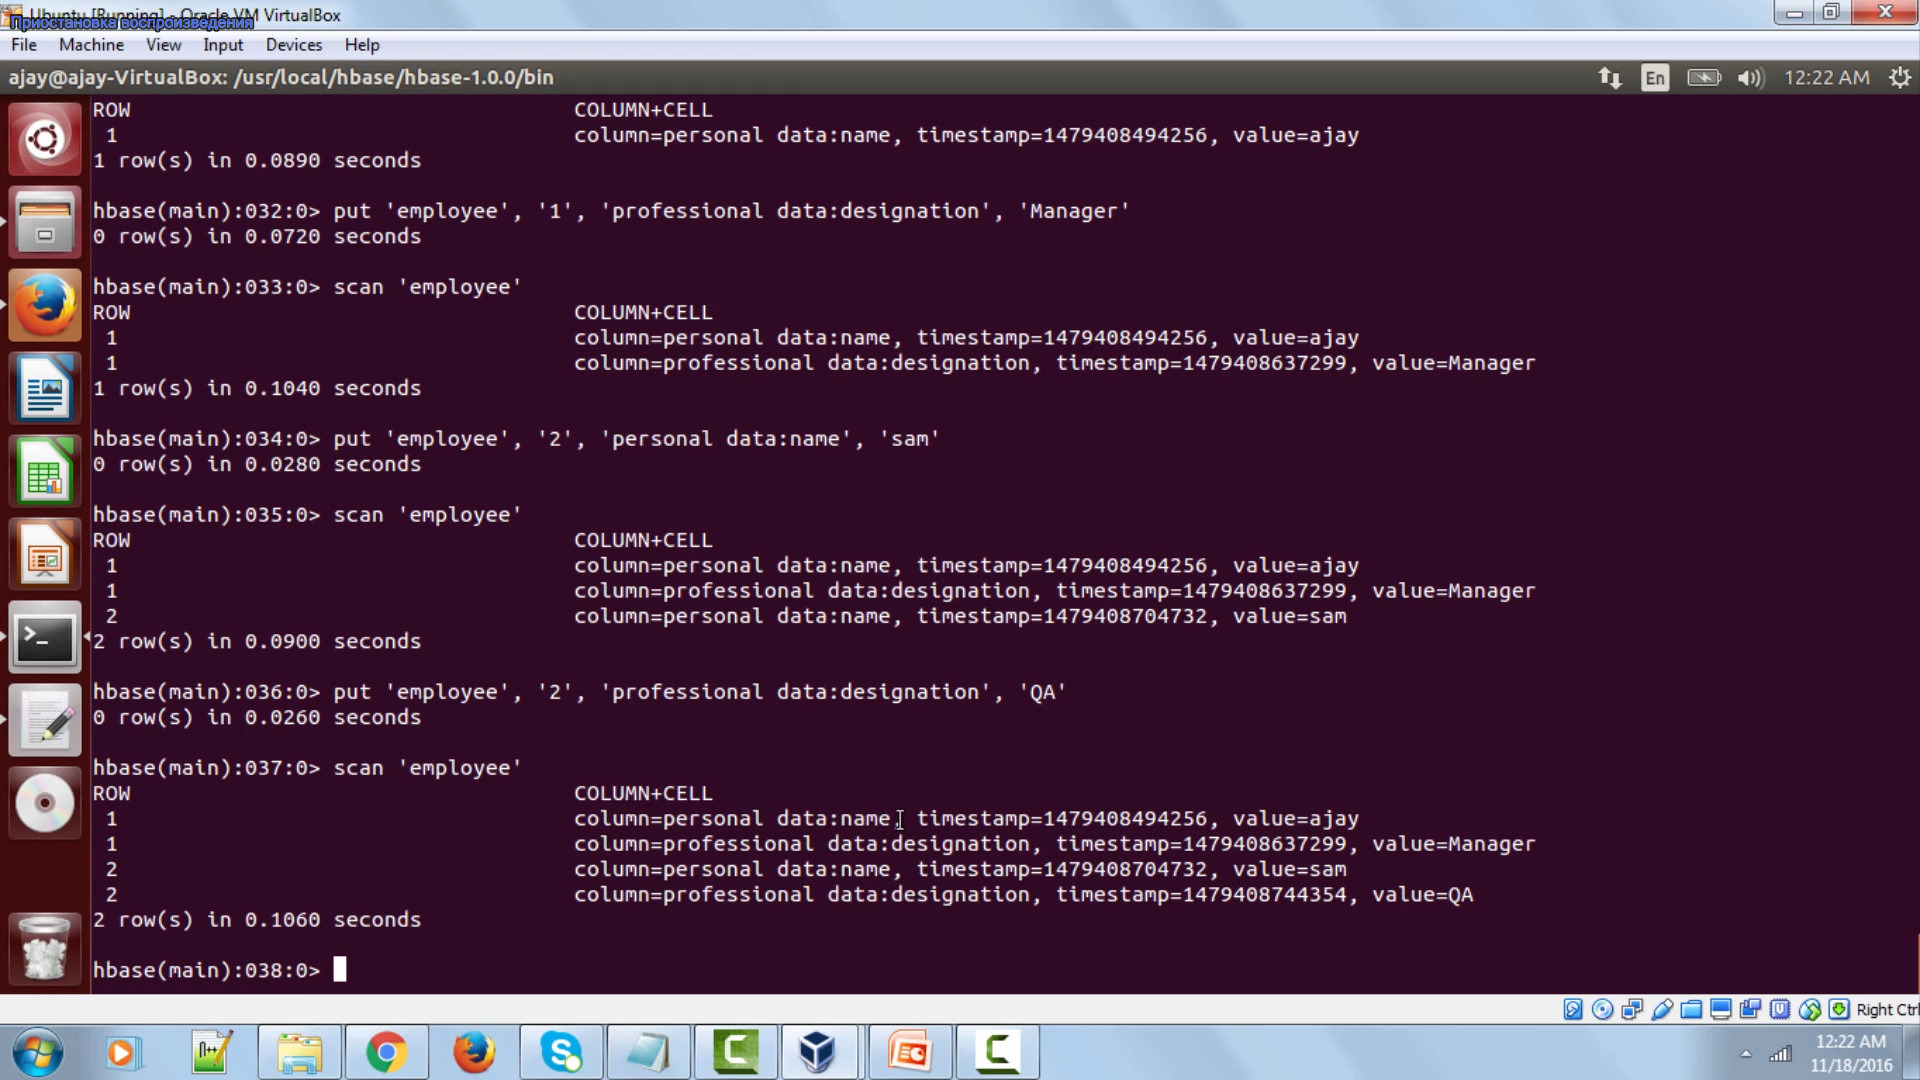 Ubuntu [Running] - Oracle VM VirtualBox
Приостановка воспроизведения
File Machine View Input Devices Help
ajay@ajay-VirtualBox: /usr/local/hbase/hbase-1.0.0/bin En 12:22 AM
ROW COLUMN+CELL
1 column=personal data:name, timestamp=1479408494256, value=ajay
1 row(s) in 0.0890 seconds
hbase(main):032:0> put 'employee', '1', 'professional data:designation', 'Manager'
0 row(s) in 0.0720 seconds
hbase(main):033:0> scan 'employee'
ROW COLUMN+CELL
1 column=personal data:name, timestamp=1479408494256, value=ajay
1 column=professional data:designation, timestamp=1479408637299, value=Manager
1 row(s) in 0.1040 seconds
hbase(main):034:0> put 'employee', '2', 'personal data:name', 'sam'
0 row(s) in 0.0280 seconds
hbase(main):035:0> scan 'employee'
ROW COLUMN+CELL
1 column=personal data:name, timestamp=1479408494256, value=ajay
1 column=professional data:designation, timestamp=1479408637299, value=Manager
2 column=personal data:name, timestamp=1479408704732, value=sam
2 row(s) in 0.0900 seconds
hbase(main):036:0> put 'employee', '2', 'professional data:designation', 'QA'
0 row(s) in 0.0260 seconds
hbase(main):037:0> scan 'employee'
ROW COLUMN+CELL
1 column=personal data:name, timestamp=1479408494256, value=ajay
1 column=professional data:designation, timestamp=1479408637299, value=Manager
2 column=personal data:name, timestamp=1479408704732, value=sam
2 column=professional data:designation, timestamp=1479408744354, value=QA
2 row(s) in 0.1060 seconds
hbase(main):038:0>
Right Ctrl
12:22 AM
11/18/2016